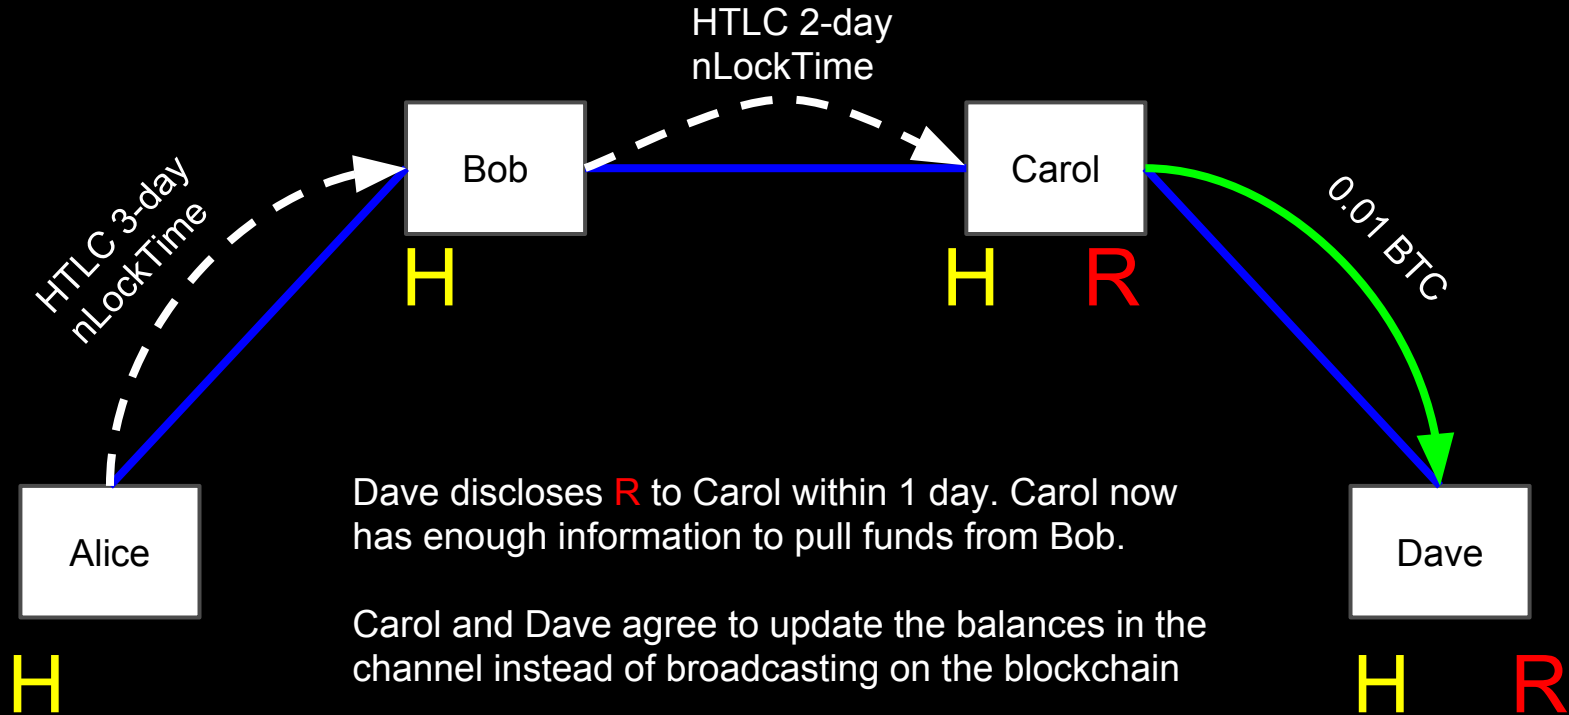 HTLC 2-day
nLockTime
HTLC 3-day
nLockTime
Bob
Carol
0.01 BTC
H
H R
Alice
Dave
Dave discloses R to Carol within 1 day. Carol now
has enough information to pull funds from Bob.
Carol and Dave agree to update the balances in the
channel instead of broadcasting on the blockchain
H
H R